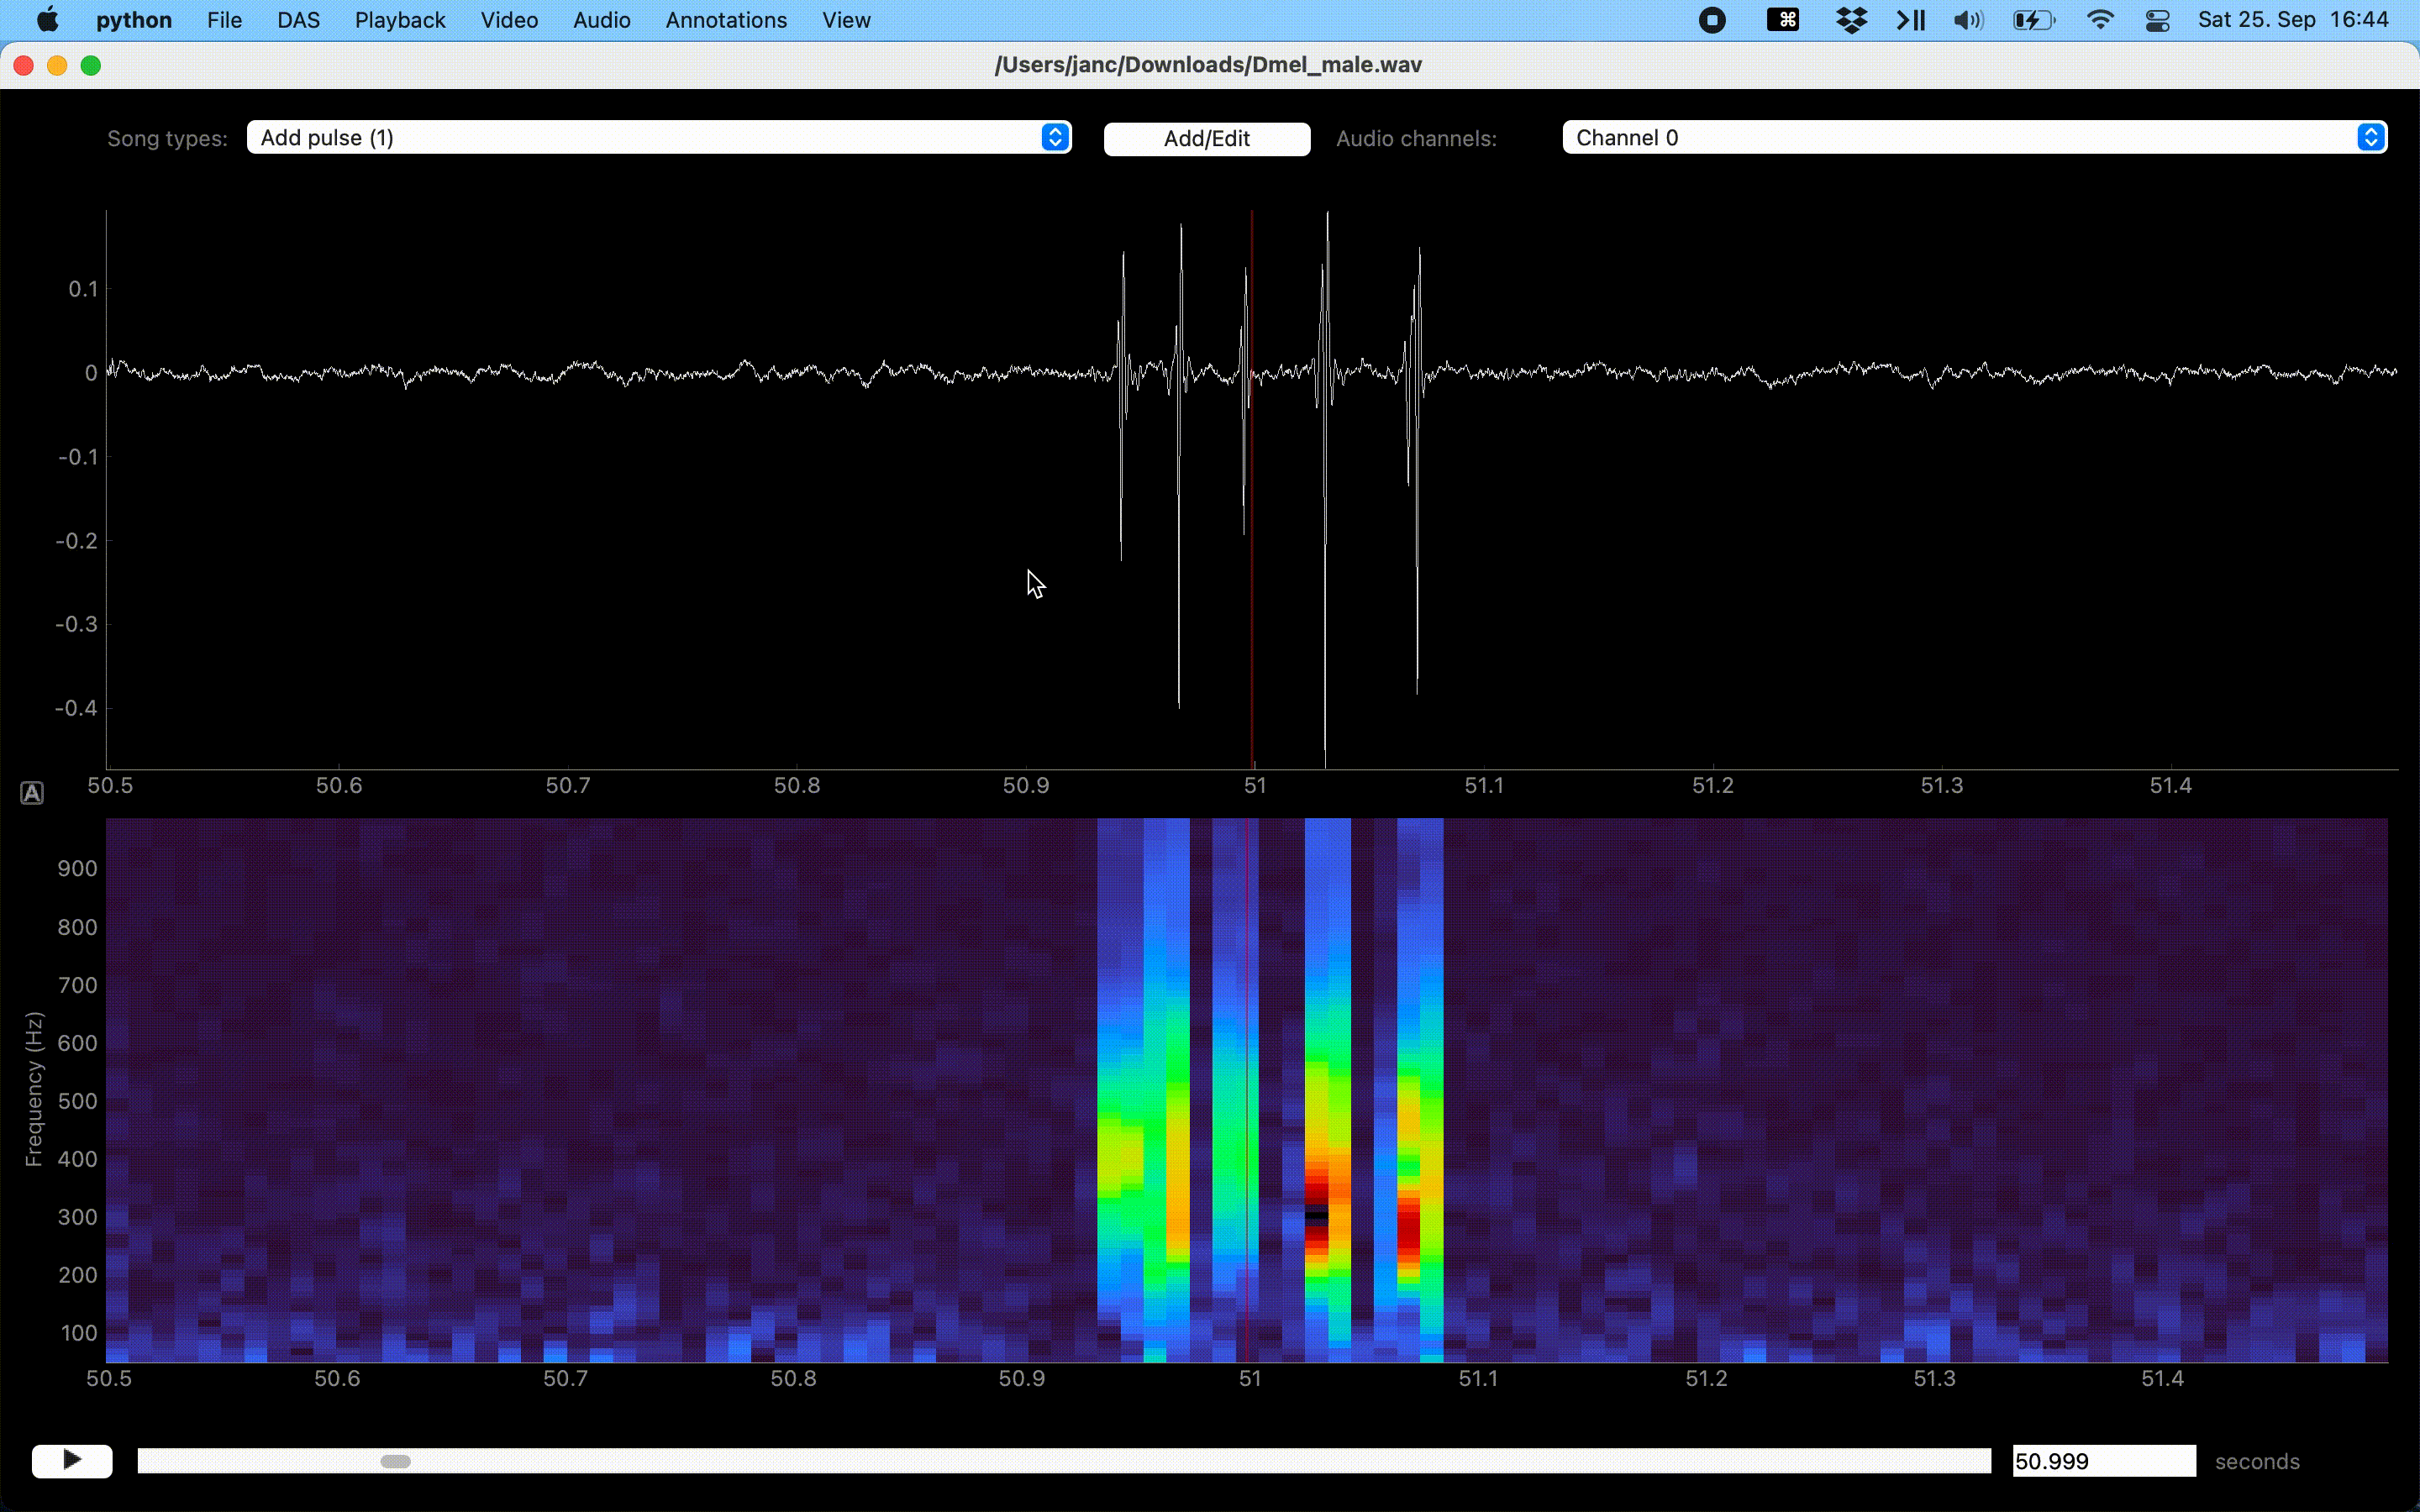 python File DAS Playback Video Audio Annotations View Sat 25. Sep 16:44
/Users/janc/Downloads/Dmel_male.wav
Song types: Add pulse (1) Add/Edit Audio channels: Channel 0
0.1
0
-0.1
-0.2
-0.3
-0.4
50.5 50.6 50.7 50.8 50.9 51 51.1 51.2 51.3 51.4
A
900
800
700
600
500
400
300
200
100
Frequency (Hz)
50.5 50.6 50.7 50.8 50.9 51 51.1 51.2 51.3 51.4
50.999 seconds